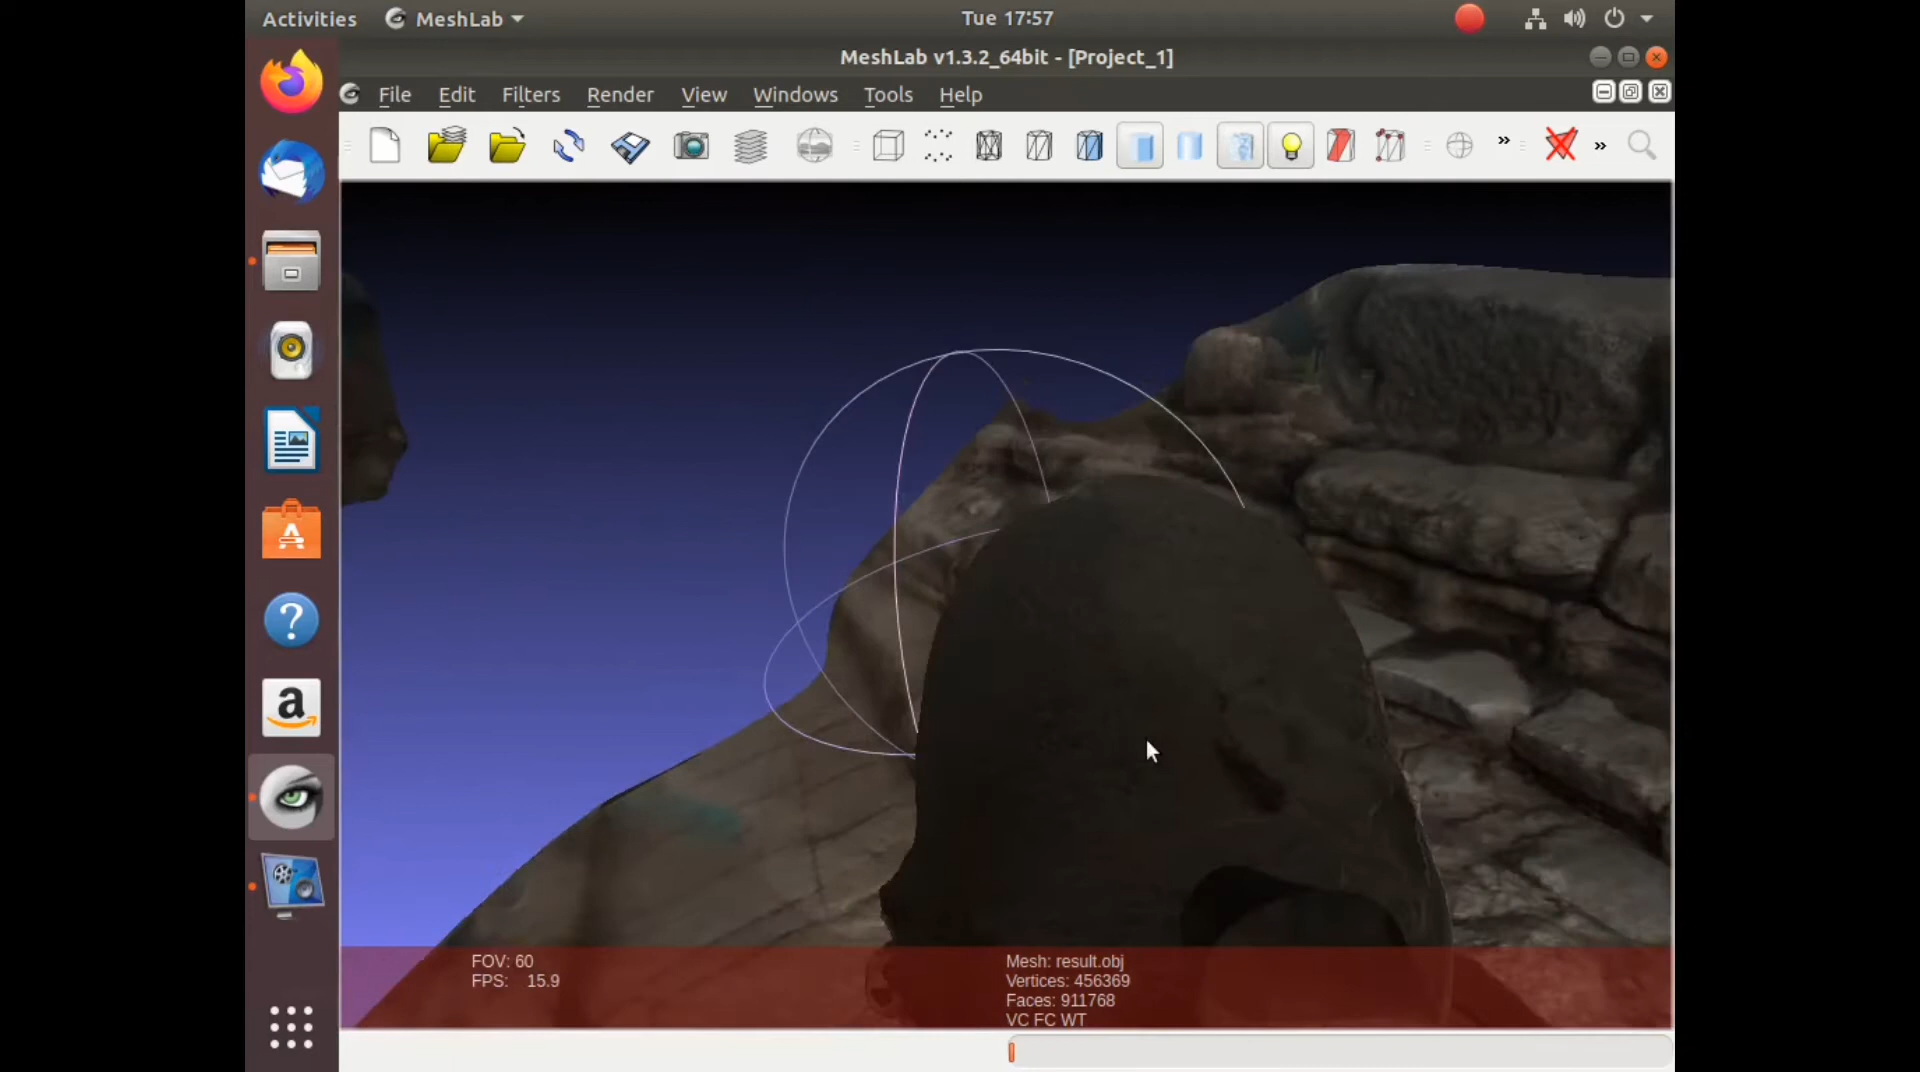 Activities MeshLab Tue 17:57
MeshLab v1.3.2_64bit - [Project_1]
File Edit Filters Render View Windows Tools Help
FOV: 60
FPS: 15.9
Mesh: result.obj
Vertices: 456369
Faces: 911768
VC FC WT